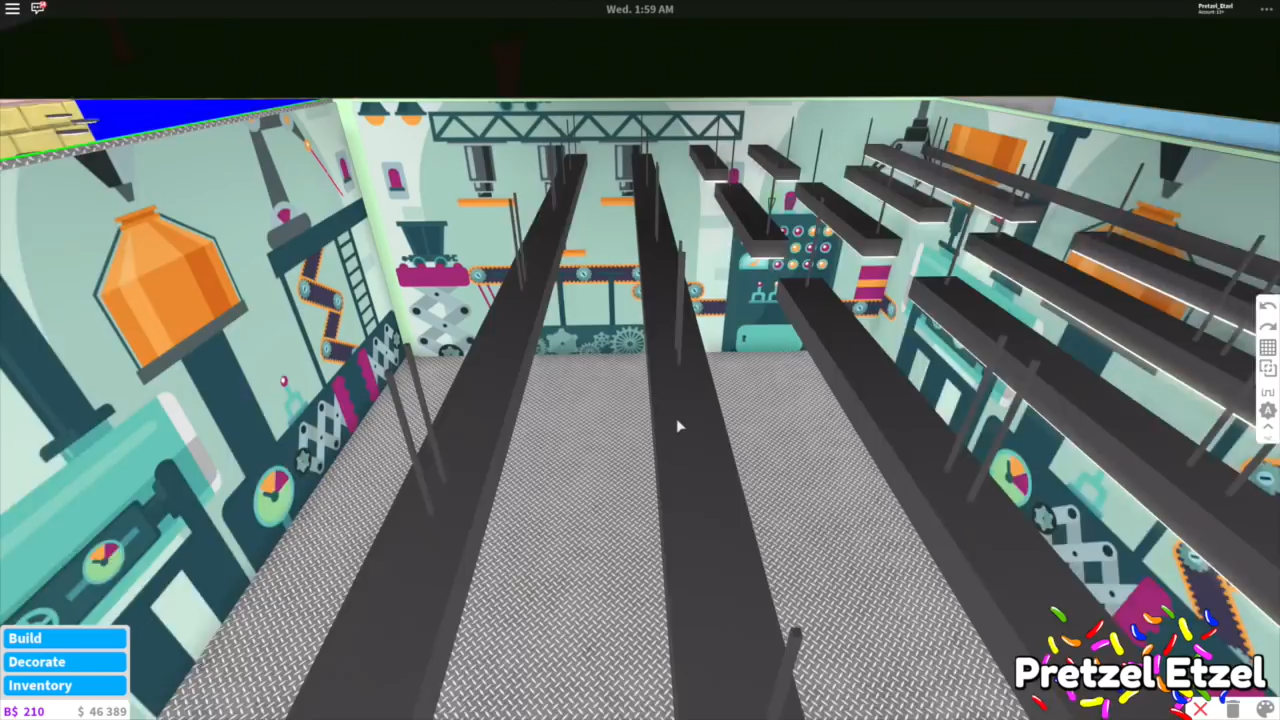 Wed. 1:59 AM
Pretzel_Etzel
Build
Decorate
Inventory
B$ 210
$ 46 389
Pretzel Etzel